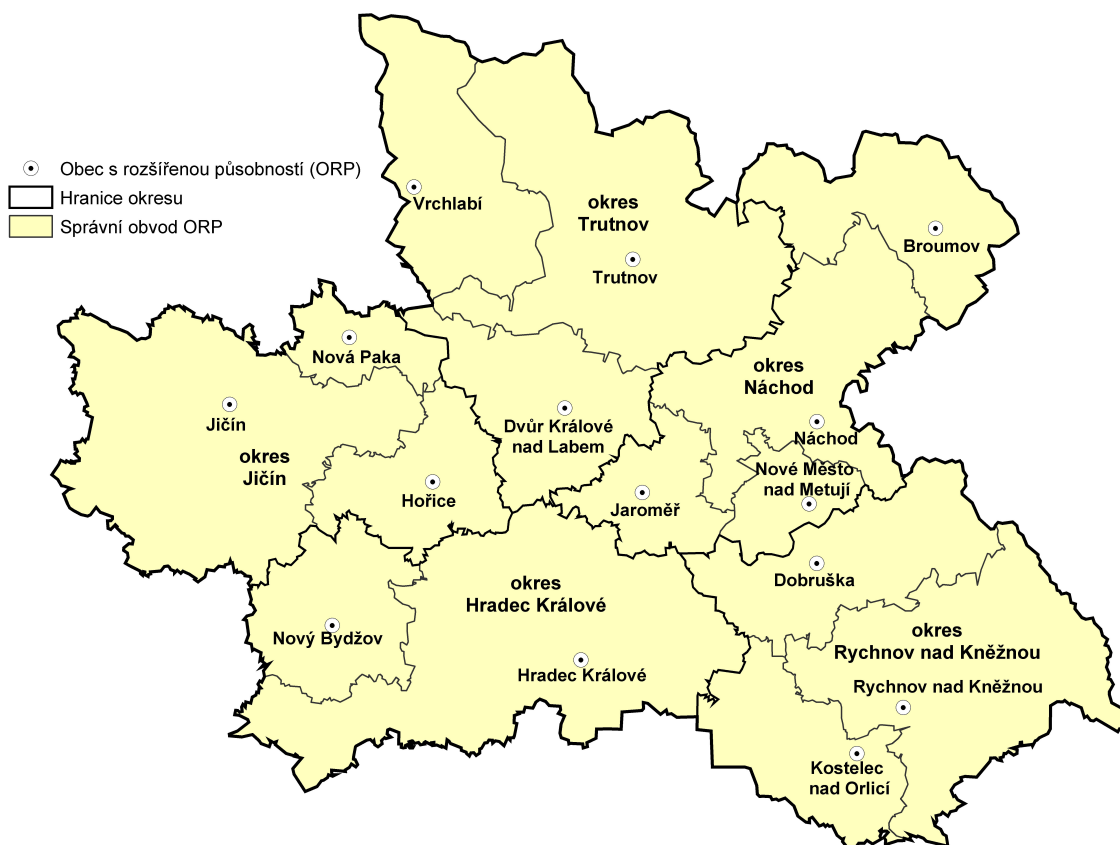 Obec s rozšířenou působností (ORP)
Hranice okresu
Správní obvod ORP
Vrchlabí
okres
Trutnov
Trutnov
Broumov
Nová Paka
Jičín
okres
Jičín
Hořice
Dvůr Králové
nad Labem
okres
Náchod
Náchod
Nové Město
nad Metují
Jaroměř
Dobruška
okres
Hradec Králové
Nový Bydžov
Hradec Králové
okres
Rychnov nad Kněžnou
Rychnov nad Kněžnou
Kostelec
nad Orlicí